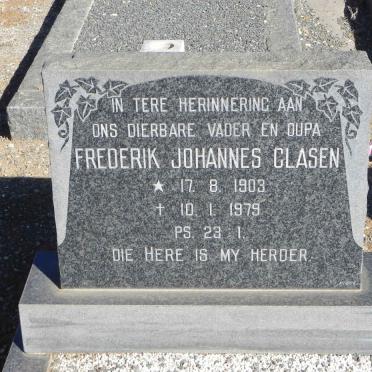 IN TERE HERINNERING AAN
ONS DIERBARE VADER EN OUPA
FREDERIK JOHANNES CLASEN
★ 17. 8. 1903
† 10. 1. 1979
PS. 23 1.
DIE HERE IS MY HERDER.